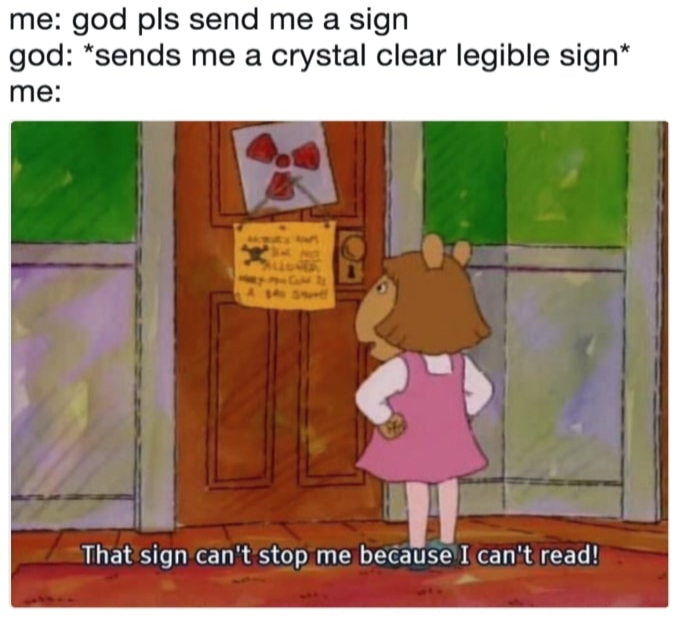 me: god pls send me a sign
god: *sends me a crystal clear legible sign*
me:
ALLOWED
That sign can't stop me because I can't read!